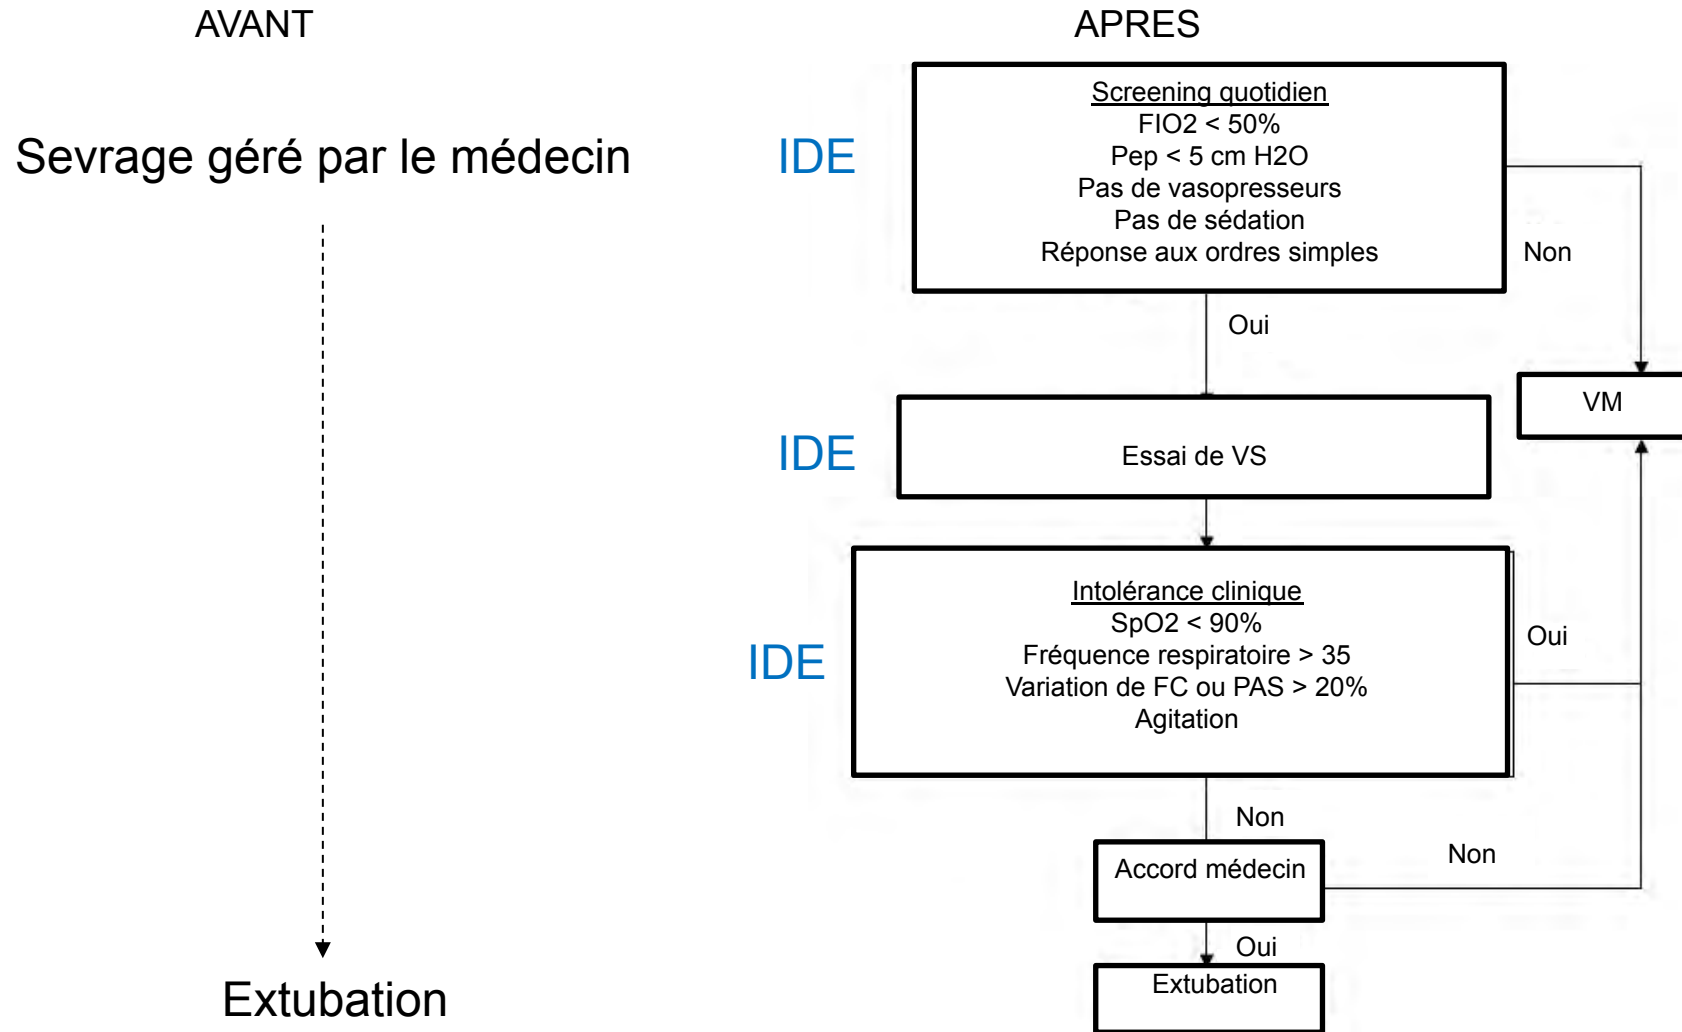 AVANT
APRES
Sevrage géré par le médecin
Extubation
IDE
Screening quotidien
FIO2 < 50%
Pep < 5 cm H2O
Pas de vasopresseurs
Pas de sédation
Réponse aux ordres simples
Non
Oui
VM
IDE
Essai de VS
IDE
Intolérance clinique
SpO2 < 90%
Fréquence respiratoire > 35
Variation de FC ou PAS > 20%
Agitation
Oui
Non
Accord médecin
Non
Oui
Extubation